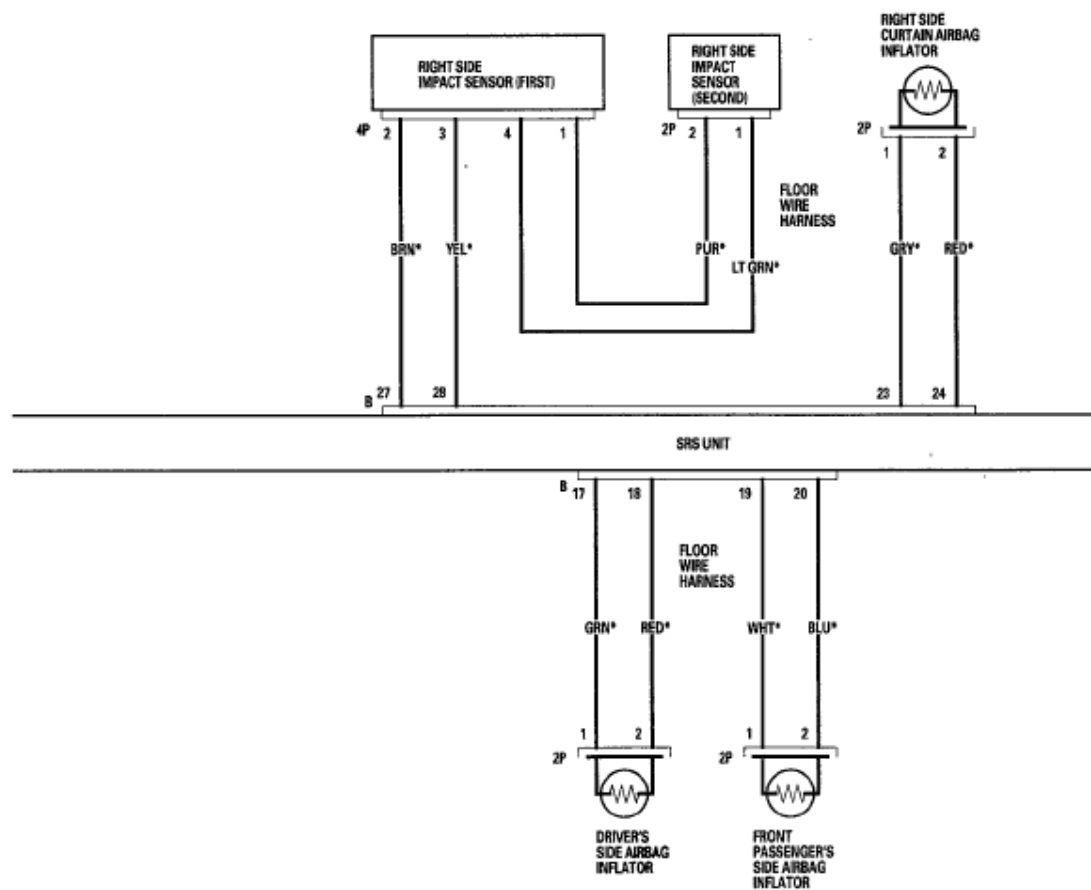 RIGHT SIDE
CURTAIN AIRBAG
INFLATOR
RIGHT SIDE
IMPACT SENSOR (FIRST)
RIGHT SIDE
IMPACT
SENSOR
(SECOND)
4P 2 3 4 1
2P 2 1
2P
1 2
FLOOR
WIRE
HARNESS
BRN* YEL* PUR* LT GRN* GRY* RED*
B 27 28 23 24
SRS UNIT
B 17 18 19 20
FLOOR
WIRE
HARNESS
GRN* RED* WHT* BLU*
1 2 1 2
2P 2P
DRIVER'S
SIDE AIRBAG
INFLATOR
FRONT
PASSENGER'S
SIDE AIRBAG
INFLATOR